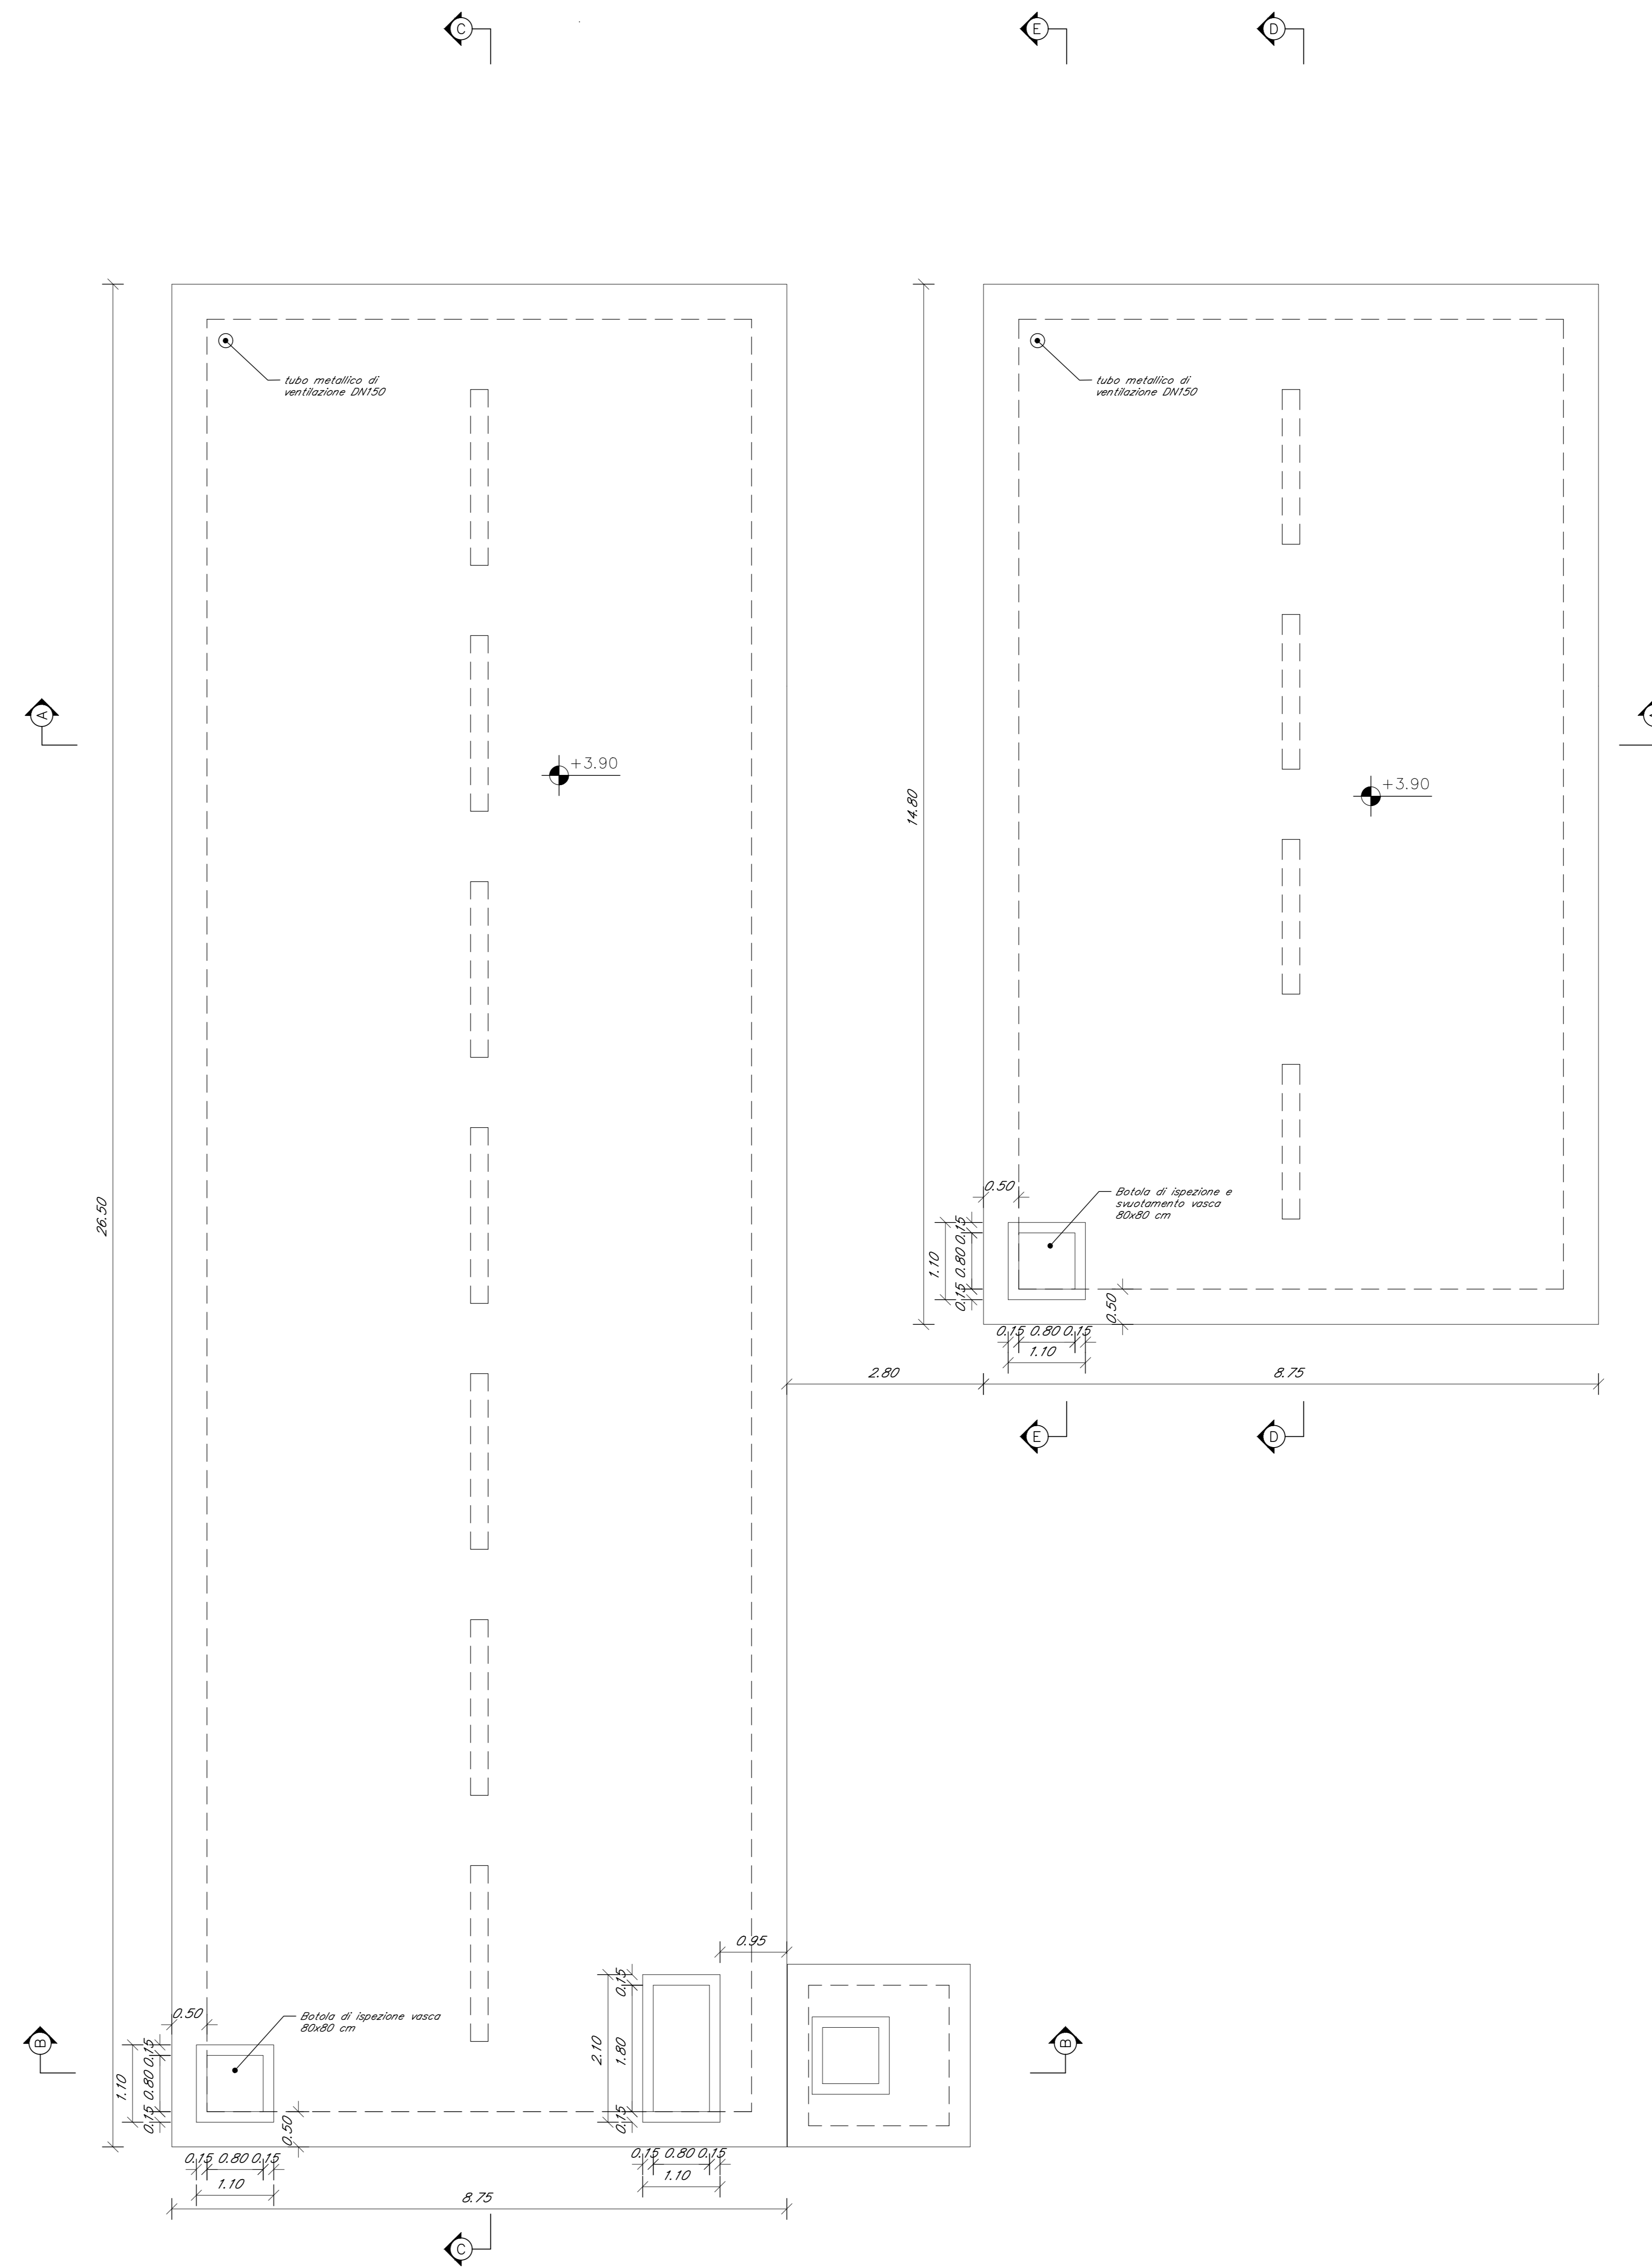 C
E
D
tubo metallico di
ventilazione DN150
tubo metallico di
ventilazione DN150
A
+3.90
+3.90
14.80
26.50
0.50
Botola di ispezione e
svuotamento vasca
80x80 cm
0.15
0.80
0.15
1.10
0.50
0.15 0.80 0.15
1.10
2.80
8.75
E
D
0.95
0.50
Botola di ispezione vasca
80x80 cm
0.15
1.80
0.15
2.10
B
B
0.15
0.80
0.15
1.10
0.50
0.15 0.80 0.15
1.10
0.15 0.80 0.15
1.10
8.75
C